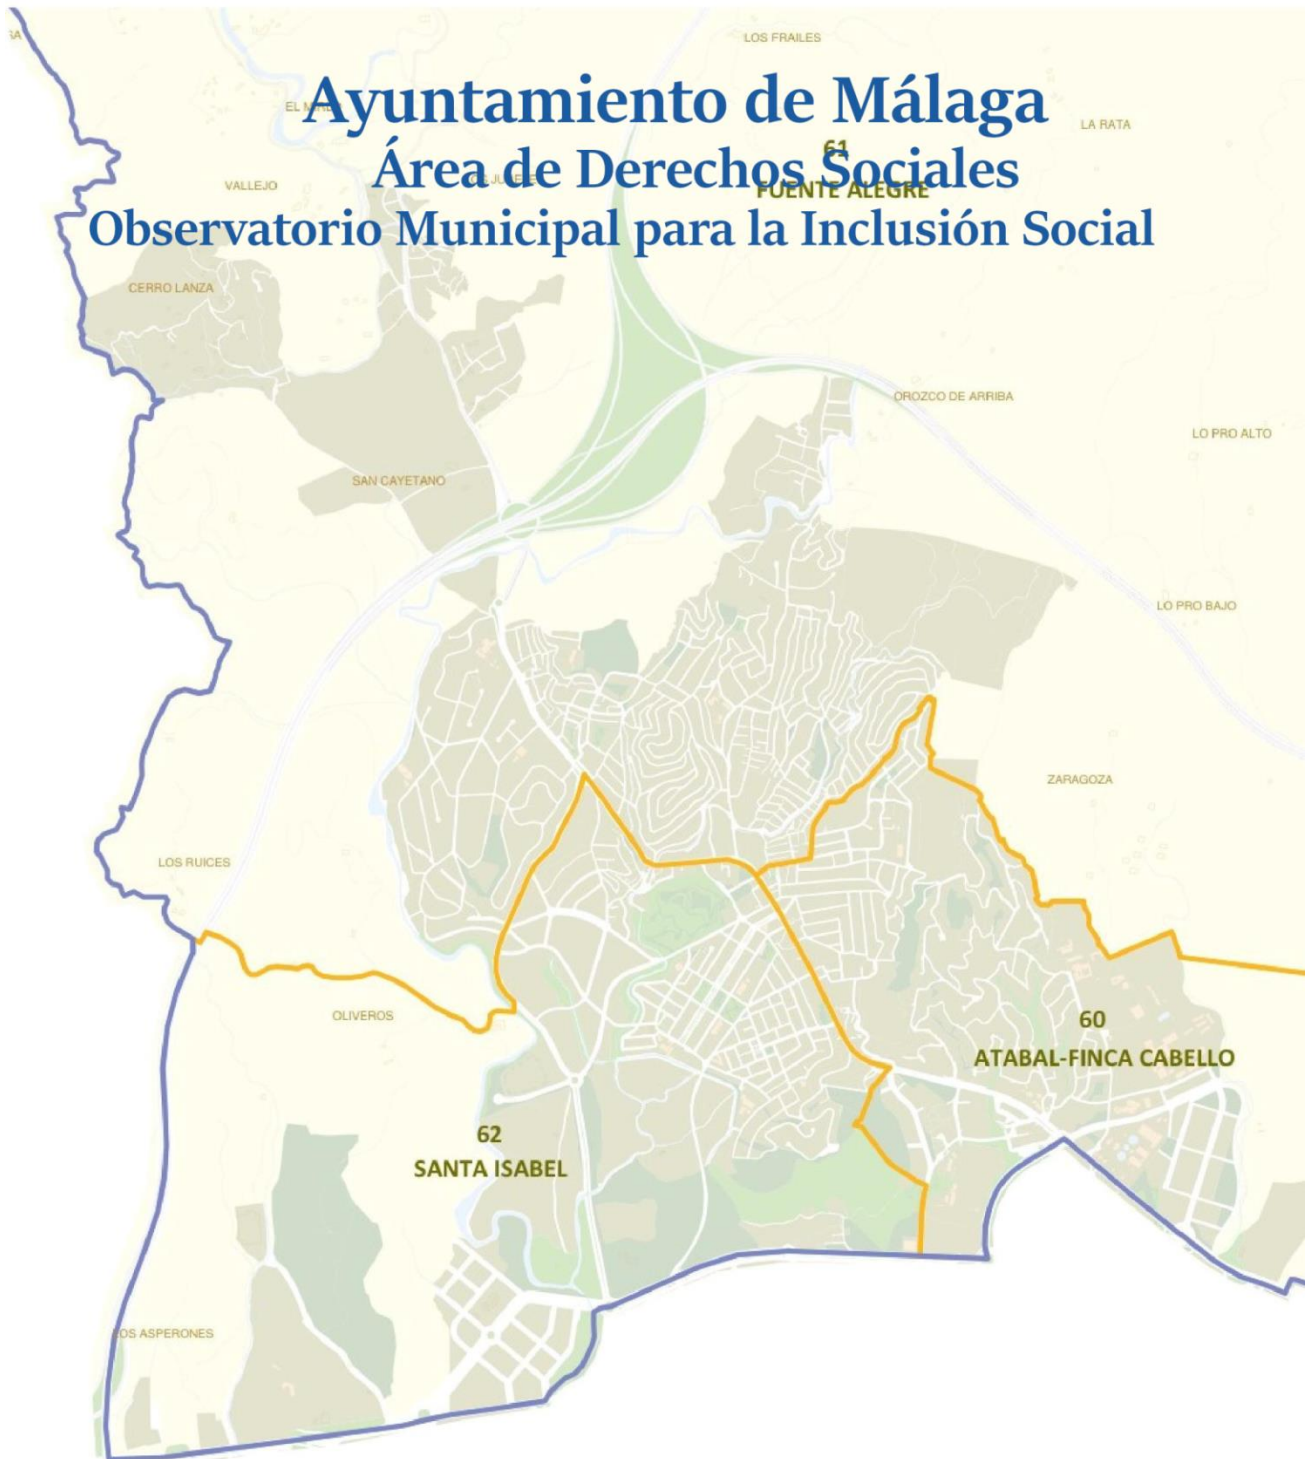 LOS FRAILES
Ayuntamiento de Málaga
LA RATA
61
Área de Derechos Sociales
VALLEJO
FUENTE ALEGRE
Observatorio Municipal para la Inclusión Social
CERRO LANZA
OROZCO DE ARRIBA
LO PRO ALTO
SAN CAYETANO
LO PRO BAJO
ZARAGOZA
LOS RUICES
OLIVEROS
60
ATABAL-FINCA CABELLO
62
SANTA ISABEL
LOS ASPERONES